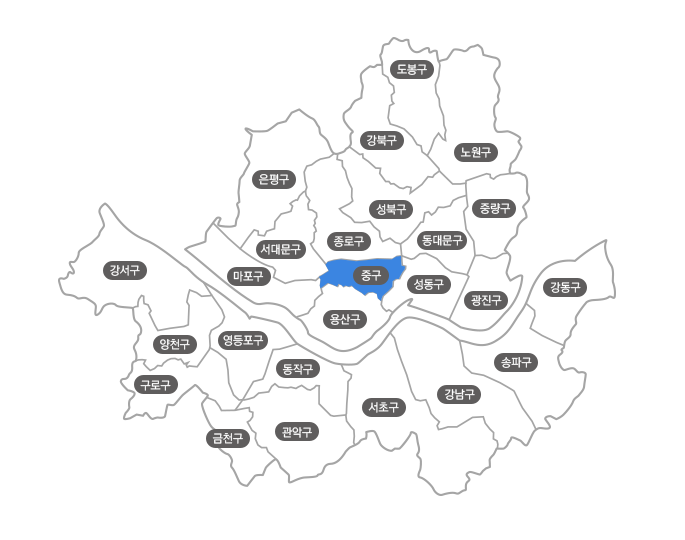 도봉구
강북구
노원구
은평구
성북구
중랑구
종로구
동대문구
서대문구
강서구
마포구
중구
성동구
강동구
광진구
용산구
영등포구
양천구
송파구
동작구
구로구
강남구
서초구
관악구
금천구